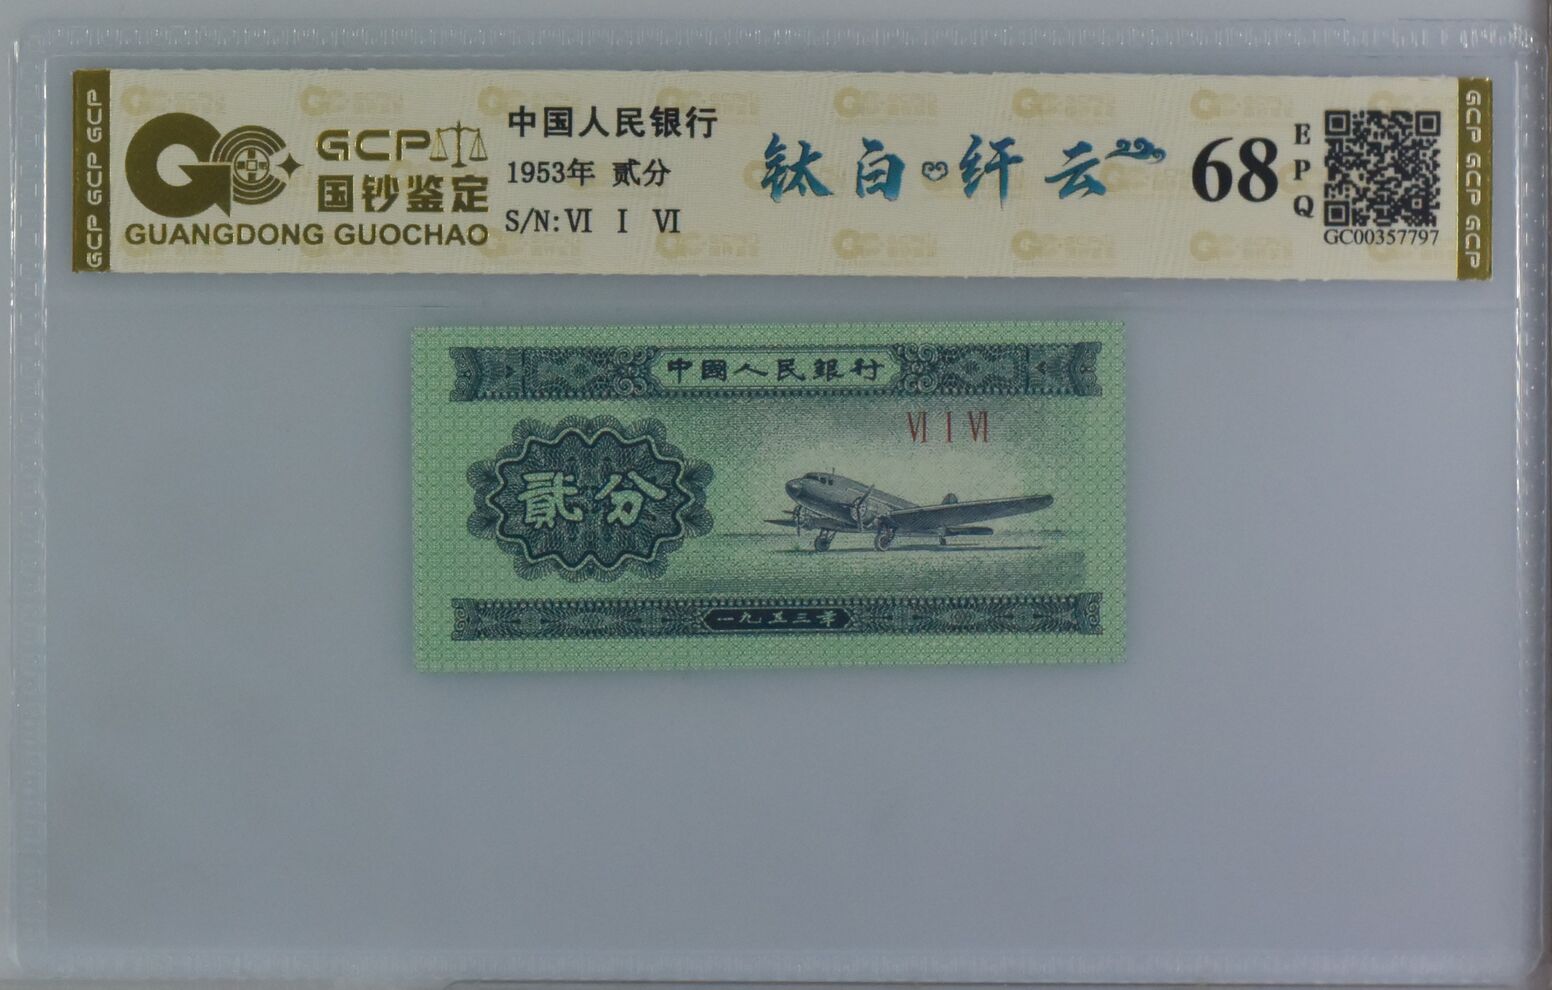 GCP
国钞鉴定
GUANGDONG GUOCHAO
中国人民银行
1953年 贰分
S/N: Ⅵ Ⅰ Ⅵ
钛白 纤云
68
EPQ
GC00357797
GCP GCP GCP
GCP GCP GCP
中國人民銀行
Ⅵ Ⅰ Ⅵ
貳分
一九五三年